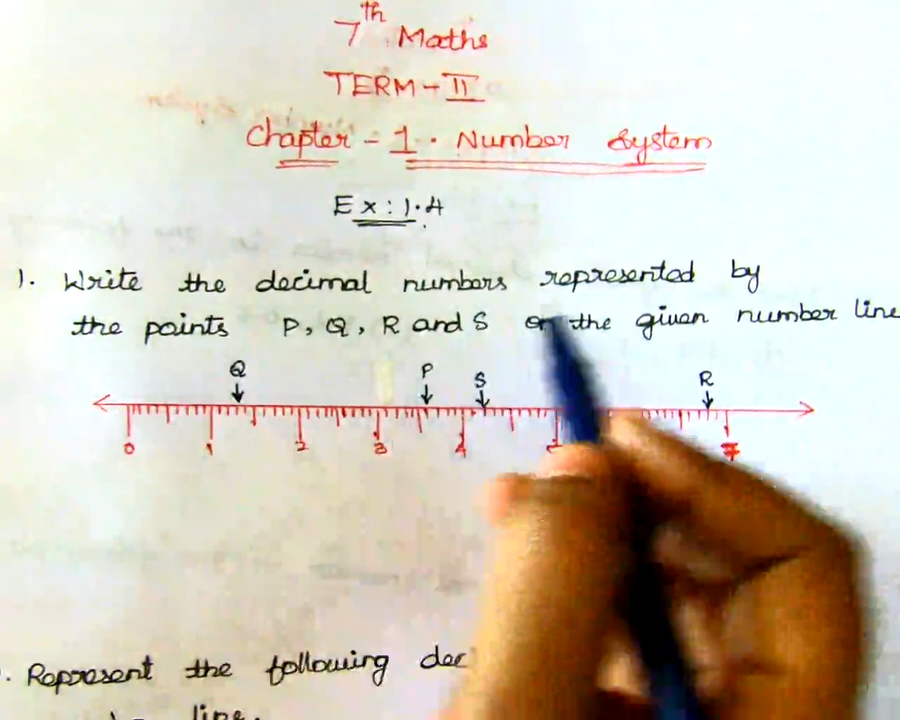 7th Maths
TERM - II
Chapter - 1. Number System
Ex: 1.4
1. Write the decimal numbers represented by
the points P, Q, R and S on the given number line
Q P S R
0 1 2 3 4 7
Represent the following
line.